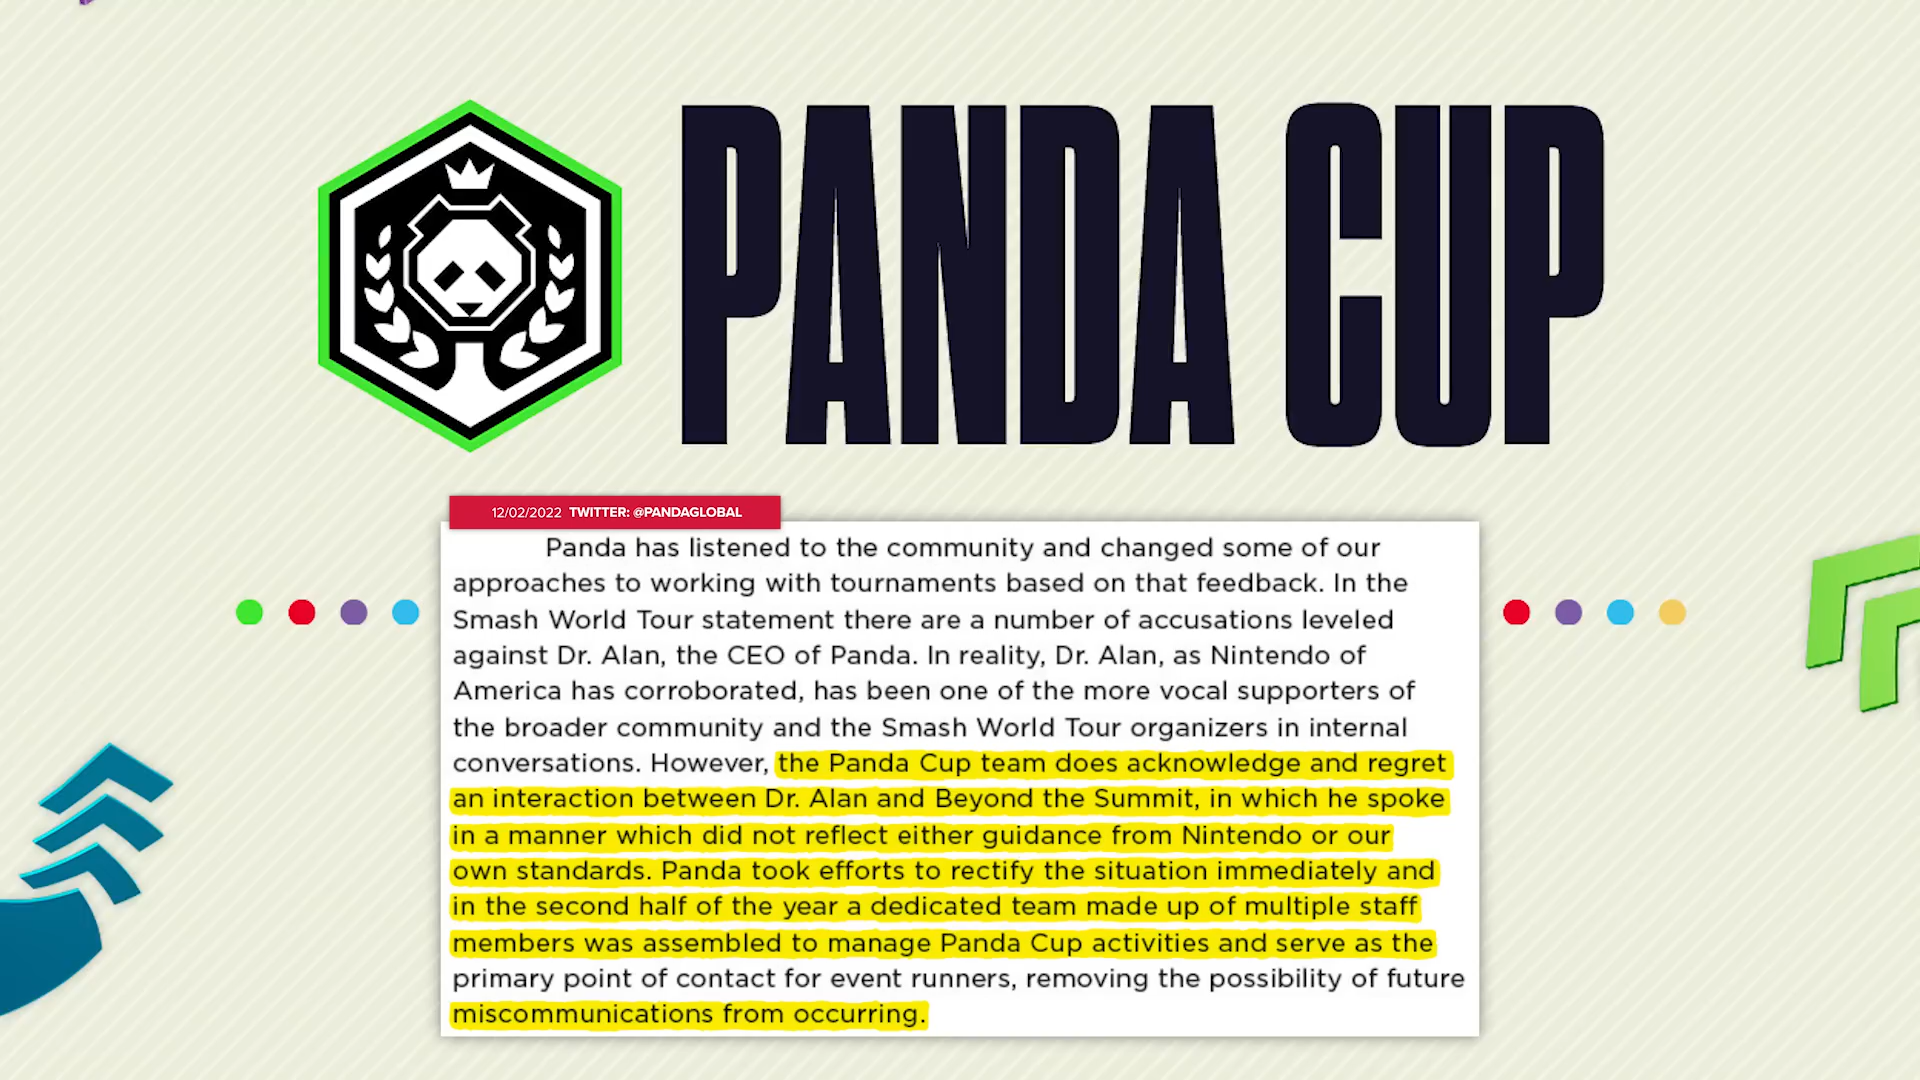 PANDA CUP
12/02/2022 TWITTER: @PANDAGLOBAL
Panda has listened to the community and changed some of our
approaches to working with tournaments based on that feedback. In the
Smash World Tour statement there are a number of accusations leveled
against Dr. Alan, the CEO of Panda. In reality, Dr. Alan, as Nintendo of
America has corroborated, has been one of the more vocal supporters of
the broader community and the Smash World Tour organizers in internal
conversations. However, the Panda Cup team does acknowledge and regret
an interaction between Dr. Alan and Beyond the Summit, in which he spoke
in a manner which did not reflect either guidance from Nintendo or our
own standards. Panda took efforts to rectify the situation immediately and
in the second half of the year a dedicated team made up of multiple staff
members was assembled to manage Panda Cup activities and serve as the
primary point of contact for event runners, removing the possibility of future
miscommunications from occurring.